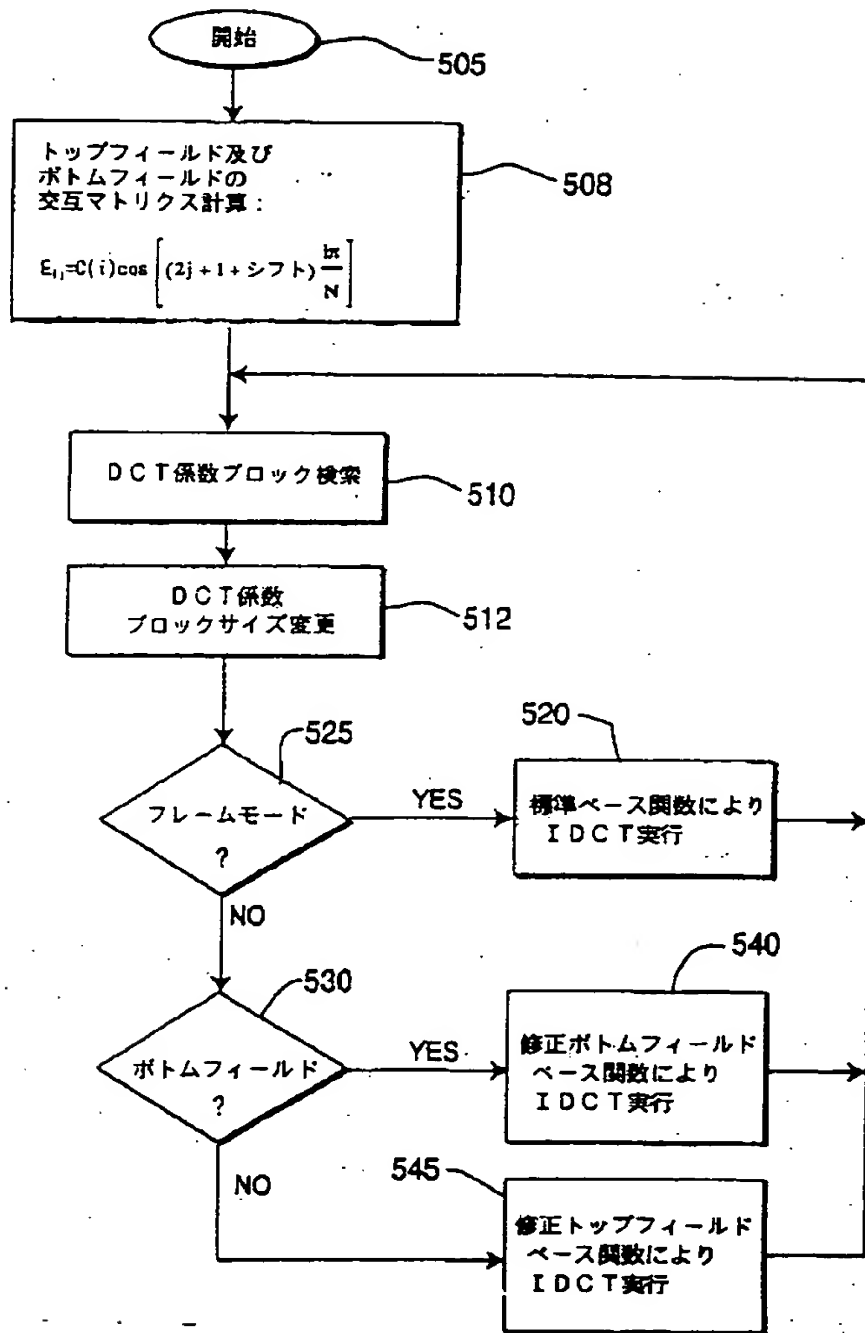 開始
505
トップフィールド及び
ボトムフィールドの
交互マトリクス計算:
508
E_{ij}=C(i)cos[(2j+1+シフト) iπ/N]
DCT係数ブロック検索
510
DCT係数
ブロックサイズ変更
512
525
フレームモード
?
YES
NO
520
標準ベース関数により
IDCT実行
530
ボトムフィールド
?
YES
NO
540
修正ボトムフィールド
ベース関数により
IDCT実行
545
修正トップフィールド
ベース関数により
IDCT実行